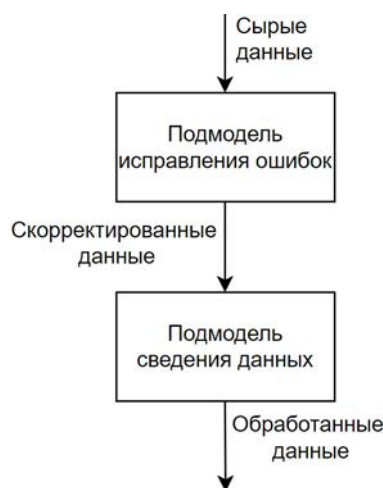 Сырые
данные
Подмодель
исправления ошибок
Скорректированные
данные
Подмодель
сведения данных
Обработанные
данные